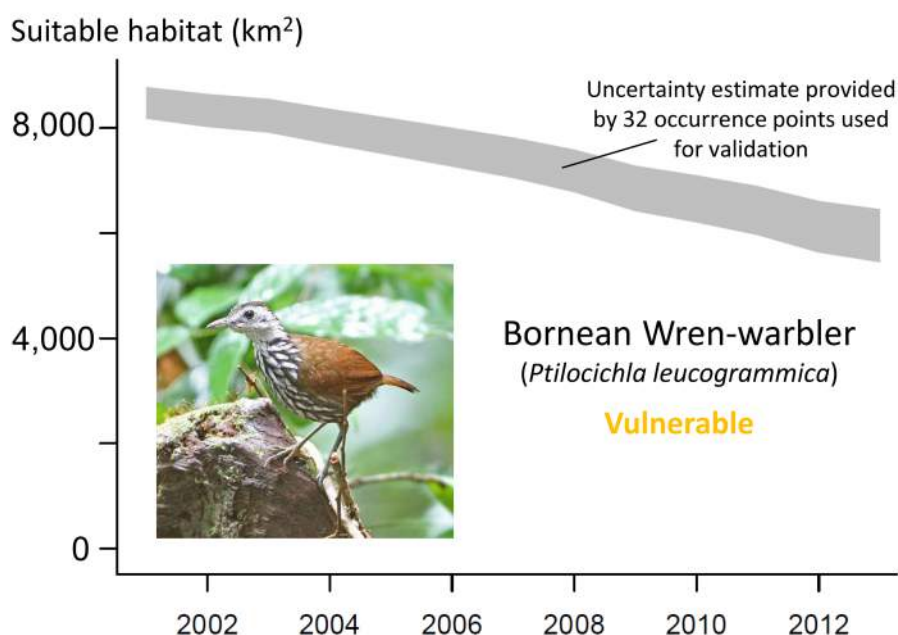 Suitable habitat (km²)
8,000
Uncertainty estimate provided
by 32 occurrence points used
for validation
4,000
Bornean Wren-warbler
(Ptilocichla leucogrammica)
Vulnerable
0
2002 2004 2006 2008 2010 2012